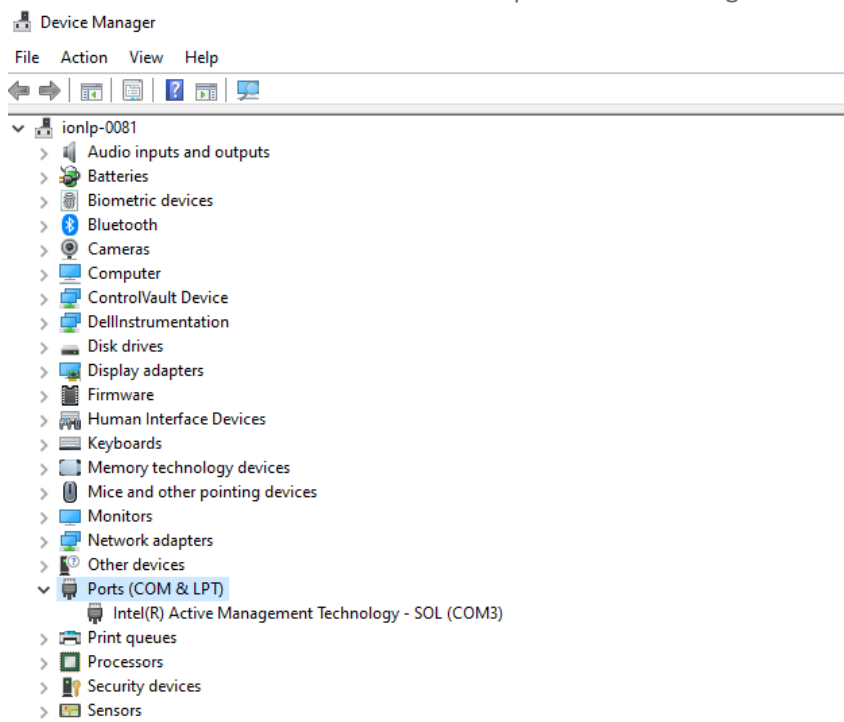 Device Manager
File Action View Help
ionlp-0081
Audio inputs and outputs
Batteries
Biometric devices
Bluetooth
Cameras
Computer
ControlVault Device
DellInstrumentation
Disk drives
Display adapters
Firmware
Human Interface Devices
Keyboards
Memory technology devices
Mice and other pointing devices
Monitors
Network adapters
Other devices
Ports (COM & LPT)
Intel(R) Active Management Technology - SOL (COM3)
Print queues
Processors
Security devices
Sensors